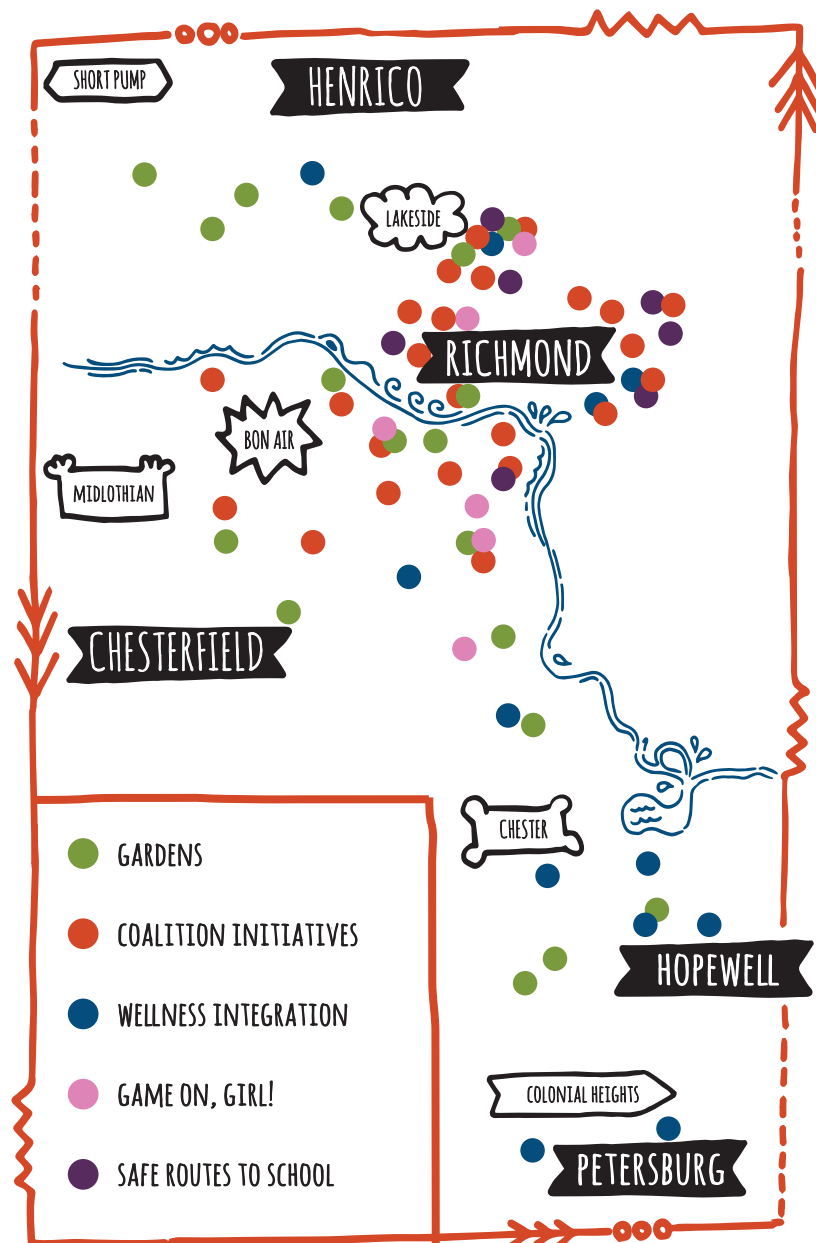 SHORT PUMP
HENRICO
LAKESIDE
RICHMOND
BON AIR
MIDLOTHIAN
CHESTERFIELD
CHESTER
GARDENS
COALITION INITIATIVES
WELLNESS INTEGRATION
GAME ON, GIRL!
SAFE ROUTES TO SCHOOL
HOPEWELL
COLONIAL HEIGHTS
PETERSBURG